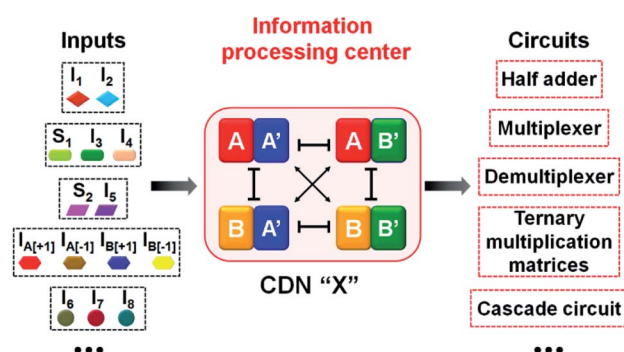 Inputs
I1 I2
S1 I3 I4
S2 I5
IA[+1] IA[-1] IB[+1] IB[-1]
I6 I7 I8
...
Information
processing center
A A' A B'
B A' B B'
CDN “X”
Circuits
Half adder
Multiplexer
Demultiplexer
Ternary
multiplication
matrices
Cascade circuit
...